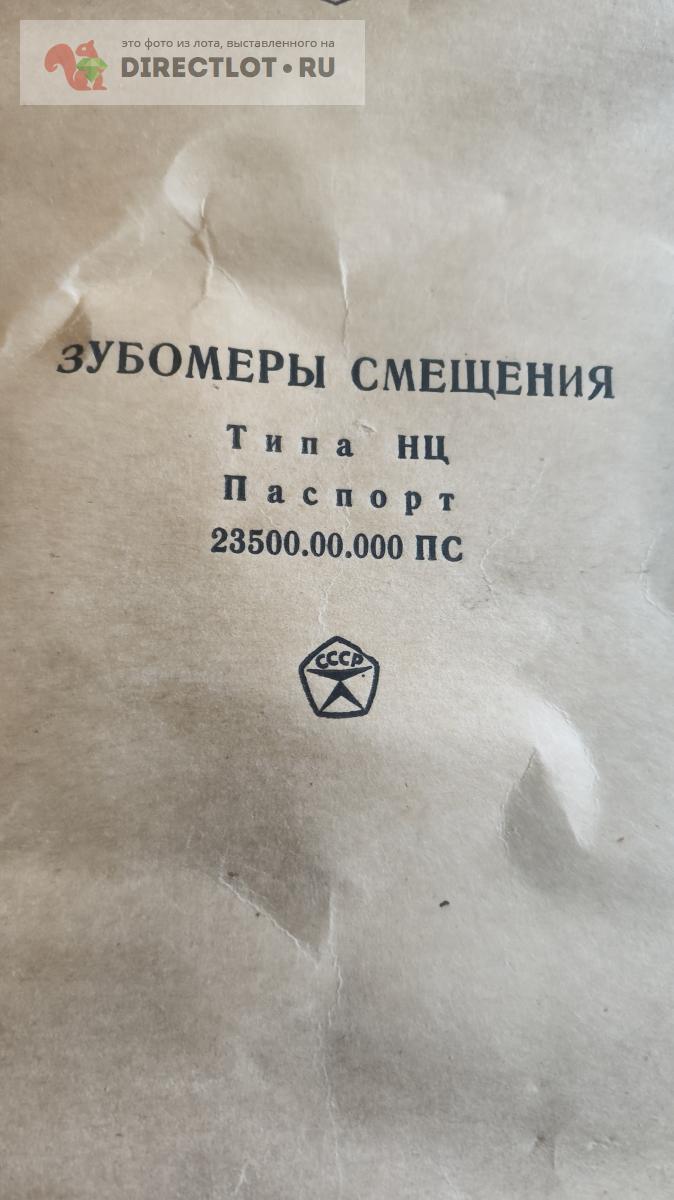 это фото из лота, выставленного на
DIRECTLOT•RU
ЗУБОМЕРЫ СМЕЩЕНИЯ
Типа НЦ
Паспорт
23500.00.000 ПС
СССР